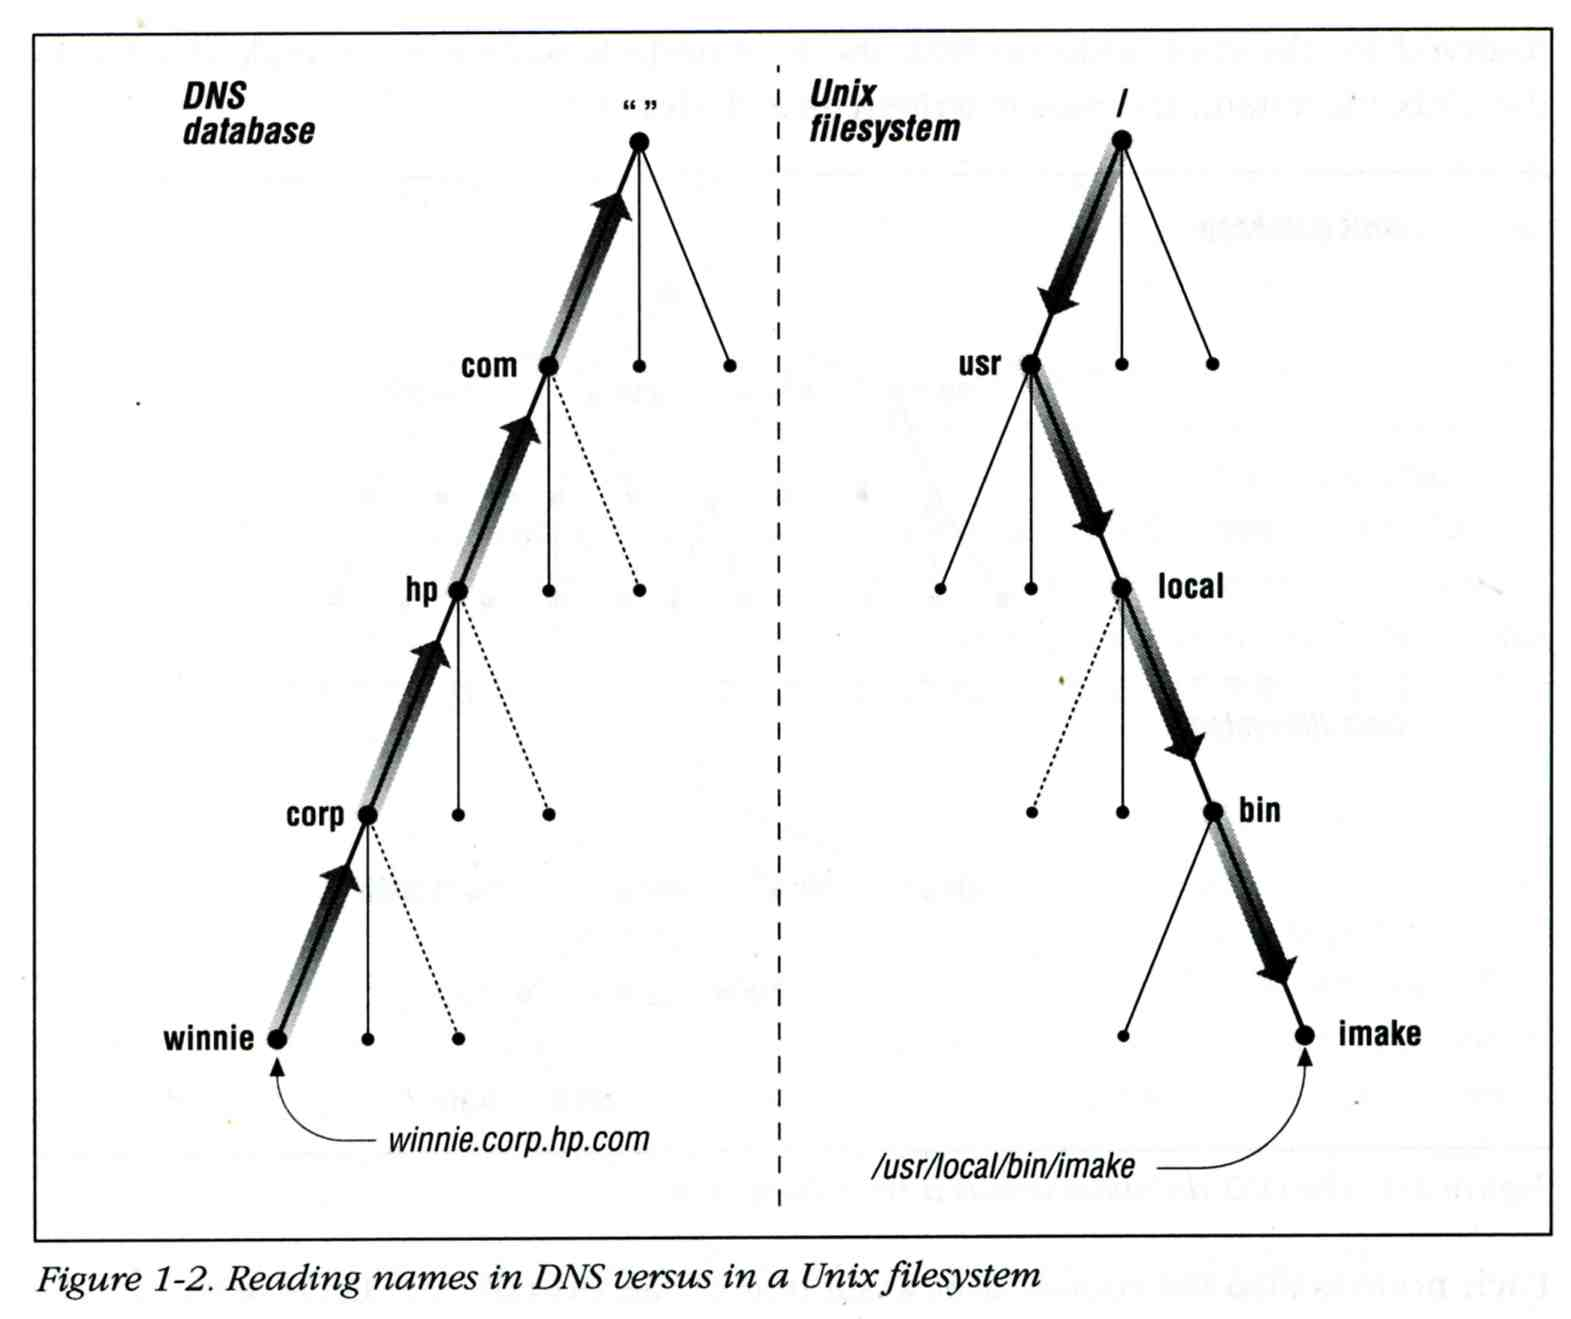 DNS
database
“ ”
com
hp
corp
winnie
winnie.corp.hp.com
Unix
filesystem
/
usr
local
bin
imake
/usr/local/bin/imake
Figure 1-2. Reading names in DNS versus in a Unix filesystem